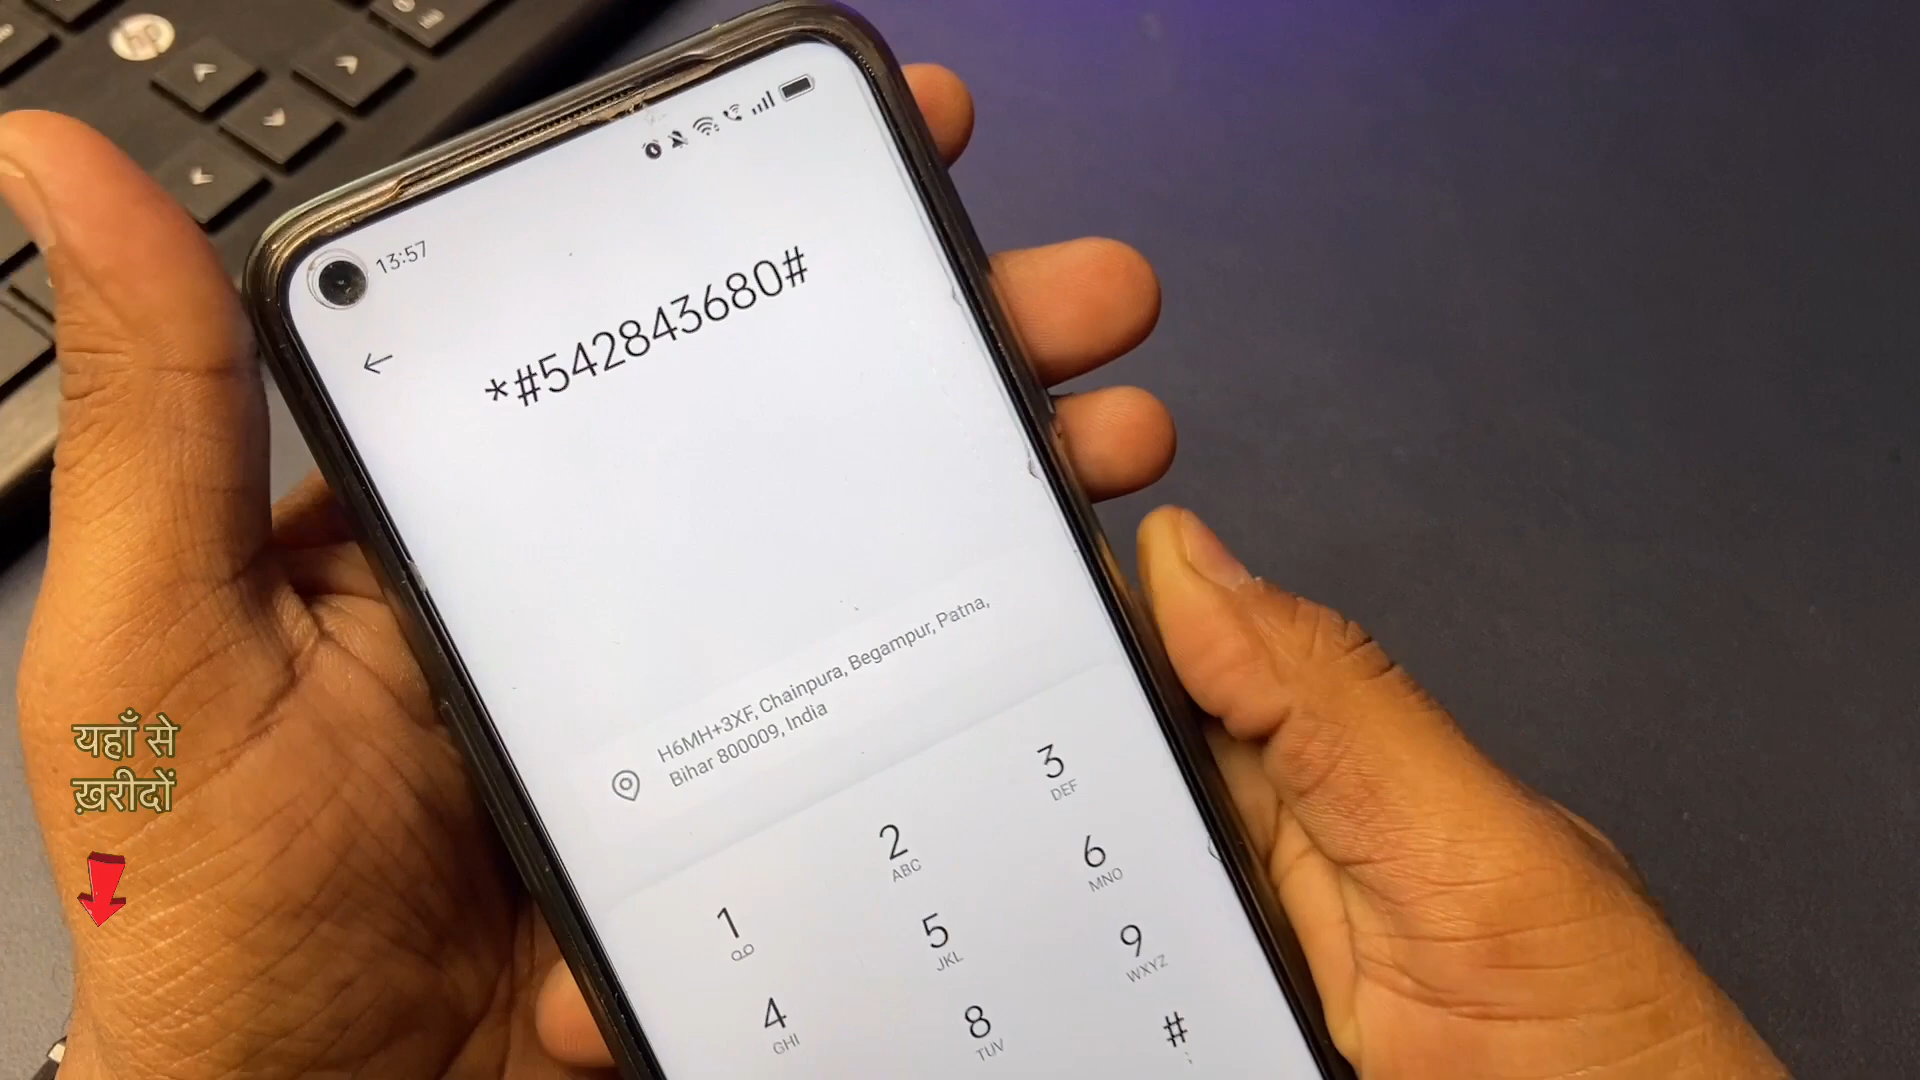 hp
13:57
*#542843680#
H6MH+3XF, Chainpura, Begampur, Patna,
Bihar 800009, India
1
2
ABC
3
DEF
4
GHI
5
JKL
6
MNO
8
TUV
9
WXYZ
#
यहाँ से
ख़रीदों